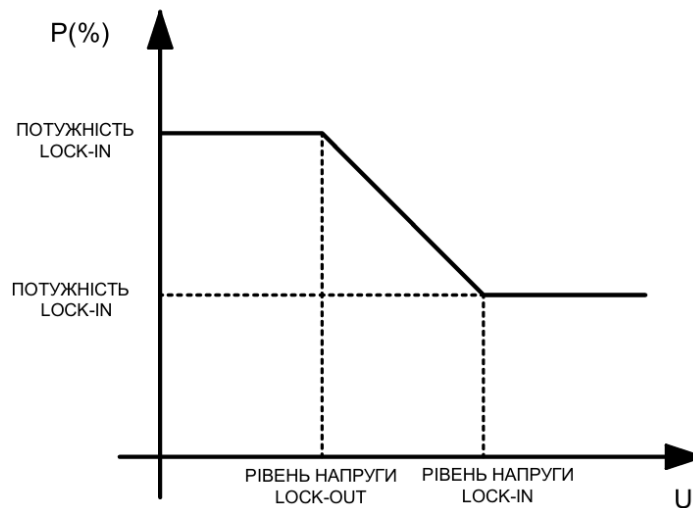 P(%)
ПОТУЖНІСТЬ
LOCK-IN
ПОТУЖНІСТЬ
LOCK-IN
РІВЕНЬ НАПРУГИ
LOCK-OUT
РІВЕНЬ НАПРУГИ
LOCK-IN
U